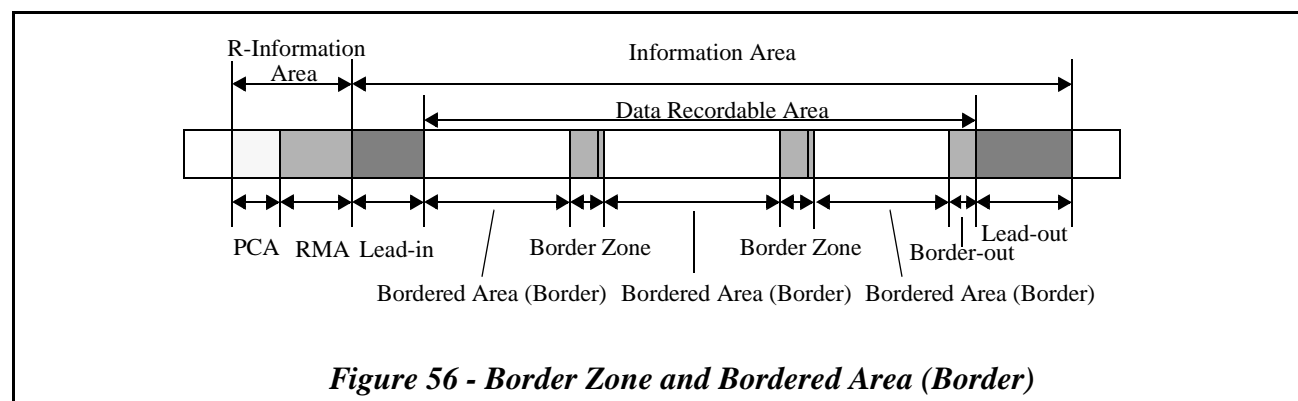 R-Information
Area
Information Area
Data Recordable Area
PCA
RMA
Lead-in
Border Zone
Border Zone
Lead-out
Border-out
Bordered Area (Border)
Bordered Area (Border)
Bordered Area (Border)
Figure 56 - Border Zone and Bordered Area (Border)